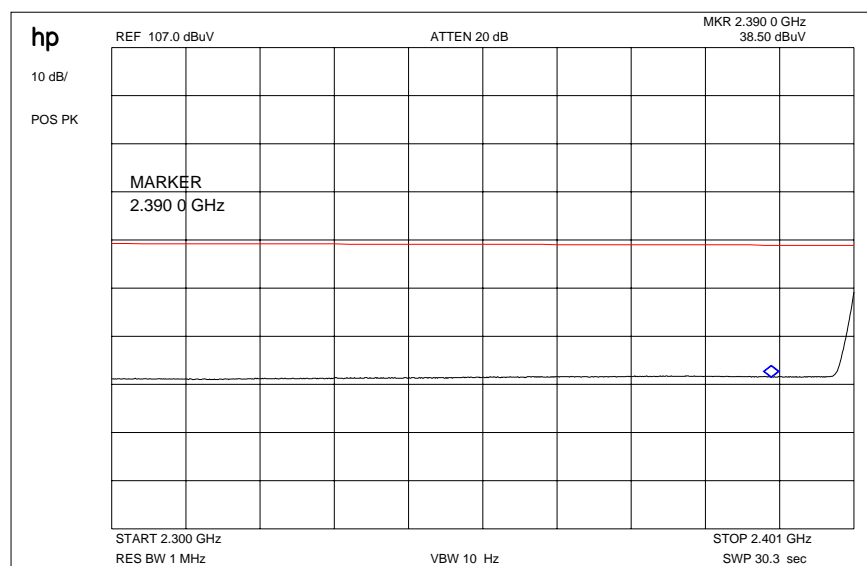 MKR 2.390 0 GHz
hp
REF 107.0 dBuV
ATTEN 20 dB
38.50 dBuV
10 dB/
POS PK
MARKER
2.390 0 GHz
START 2.300 GHz
STOP 2.401 GHz
RES BW 1 MHz
VBW 10 Hz
SWP 30.3 sec